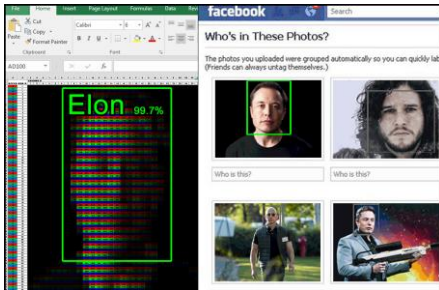 File Home Insert Page Layout Formulas Data Rev
Cut
Copy
Format Painter
Paste
Clipboard
Calibri
B I U
Font
AD100
fx
Elon 99.7%
facebook
Search
Who's in These Photos?
The photos you uploaded were grouped automatically so you can quickly lab
(Friends can always untag themselves.)
Who is this?
Who is this?